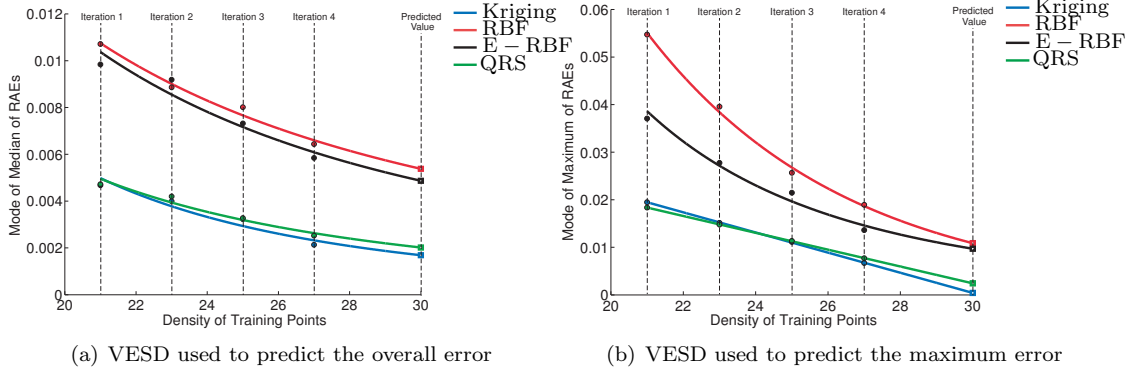 Iteration 1
Iteration 2
Iteration 3
Iteration 4
Predicted
Value
Kriging
RBF
E − RBF
QRS
0.012
0.01
0.008
0.006
0.004
0.002
0
Mode of Median of RAEs
20
22
24
26
28
30
Density of Training Points
(a) VESD used to predict the overall error
Iteration 1
Iteration 2
Iteration 3
Iteration 4
Predicted
Value
Kriging
RBF
E − RBF
QRS
0.06
0.05
0.04
0.03
0.02
0.01
0
Mode of Maximum of RAEs
20
22
24
26
28
30
Density of Training Points
(b) VESD used to predict the maximum error